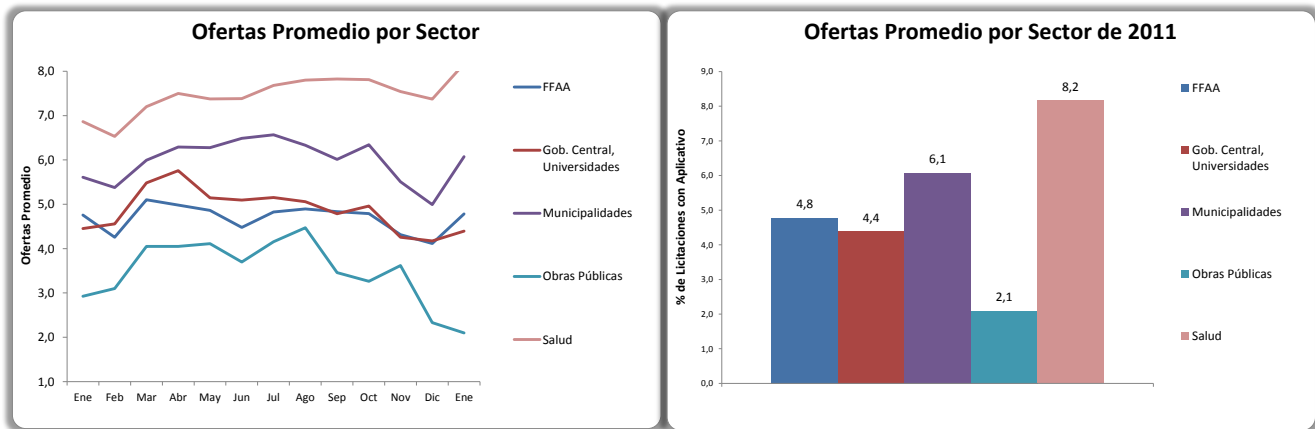 Ofertas Promedio por Sector
Ofertas Promedio
8,0
7,0
6,0
5,0
4,0
3,0
2,0
1,0
Ene Feb Mar Abr May Jun Jul Ago Sep Oct Nov Dic Ene
FFAA
Gob. Central,
Universidades
Municipalidades
Obras Públicas
Salud
Ofertas Promedio por Sector de 2011
% de Licitaciones con Aplicativo
9,0
8,0
7,0
6,0
5,0
4,0
3,0
2,0
1,0
0,0
4,8
4,4
6,1
2,1
8,2
FFAA
Gob. Central,
Universidades
Municipalidades
Obras Públicas
Salud